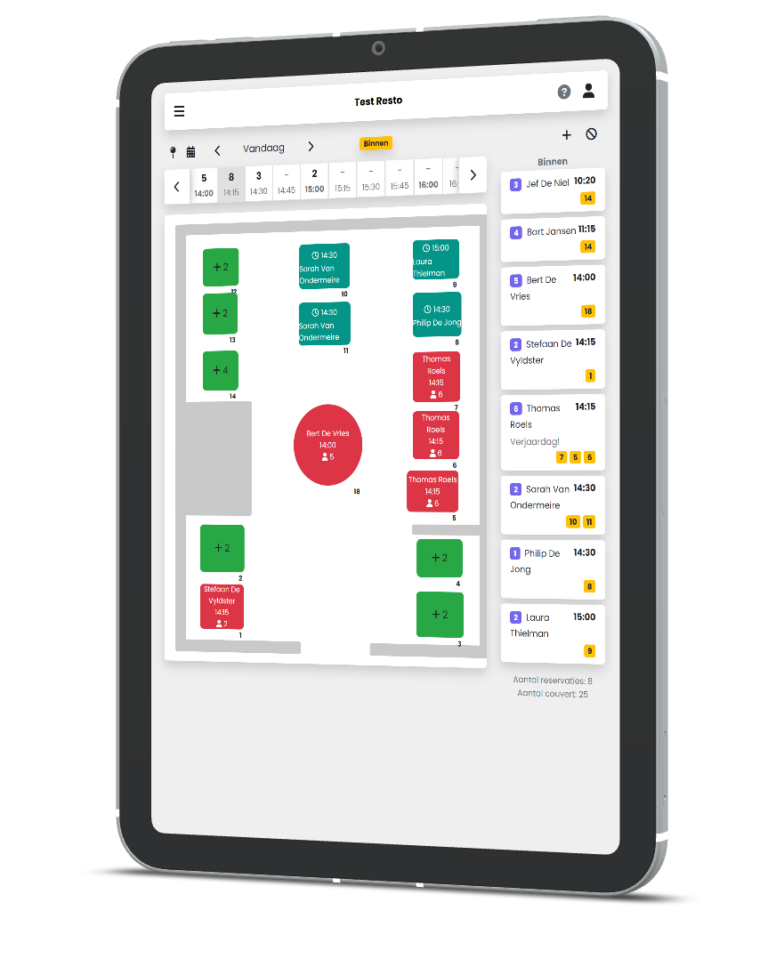 Test Resto
?
Vandaag
Binnen
5 8 3 - 2 - - - - -
14:00 14:15 14:30 14:45 15:00 15:15 15:30 15:45 16:00 16:
+2
12
+2
13
+4
14
14:30
Sarah Van
Ondermeire
10
14:30
Sarah Van
Ondermeire
11
15:00
Laura
Thielman
9
14:30
Philip De Jong
8
Thomas
Roels
14:15
6
7
Thomas
Roels
14:15
6
6
Thomas Roels
14:15
6
5
Bert De Vries
14:00
5
18
+2
2
Stefaan De
Vyldster
14:15
2
1
+2
4
+2
3
+
Binnen
3 Jef De Niel 10:20
14
4 Bart Jansen 11:15
14
5 Bert De 14:00
Vries
18
2 Stefaan De 14:15
Vyldster
1
6 Thomas 14:15
Roels
Verjaardag!
7 5 6
2 Sarah Van 14:30
Ondermeire
10 11
1 Philip De 14:30
Jong
8
2 Laura 15:00
Thielman
9
Aantal reservaties: 8
Aantal couvert: 25